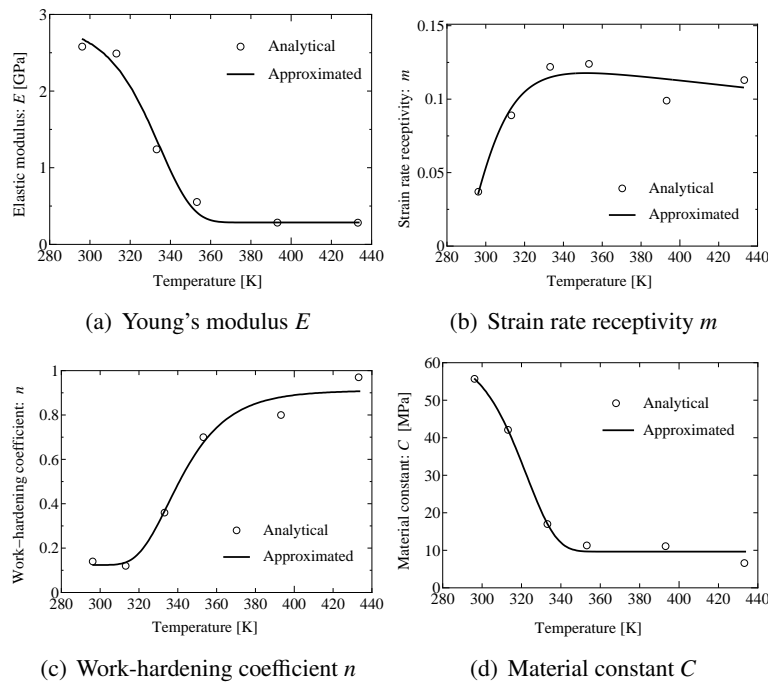 3
2
1
0
Elastic modulus: E [GPa]
Analytical
Approximated
280 300 320 340 360 380 400 420 440
Temperature [K]
(a) Young's modulus E
0.15
0.1
0.05
0
Strain rate receptivity: m
Analytical
Approximated
280 300 320 340 360 380 400 420 440
Temperature [K]
(b) Strain rate receptivity m
1
0.8
0.6
0.4
0.2
0
Work−hardening coefficient: n
Analytical
Approximated
280 300 320 340 360 380 400 420 440
Temperature [K]
(c) Work-hardening coefficient n
60
50
40
30
20
10
0
Material constant: C [MPa]
Analytical
Approximated
280 300 320 340 360 380 400 420 440
Temperature [K]
(d) Material constant C